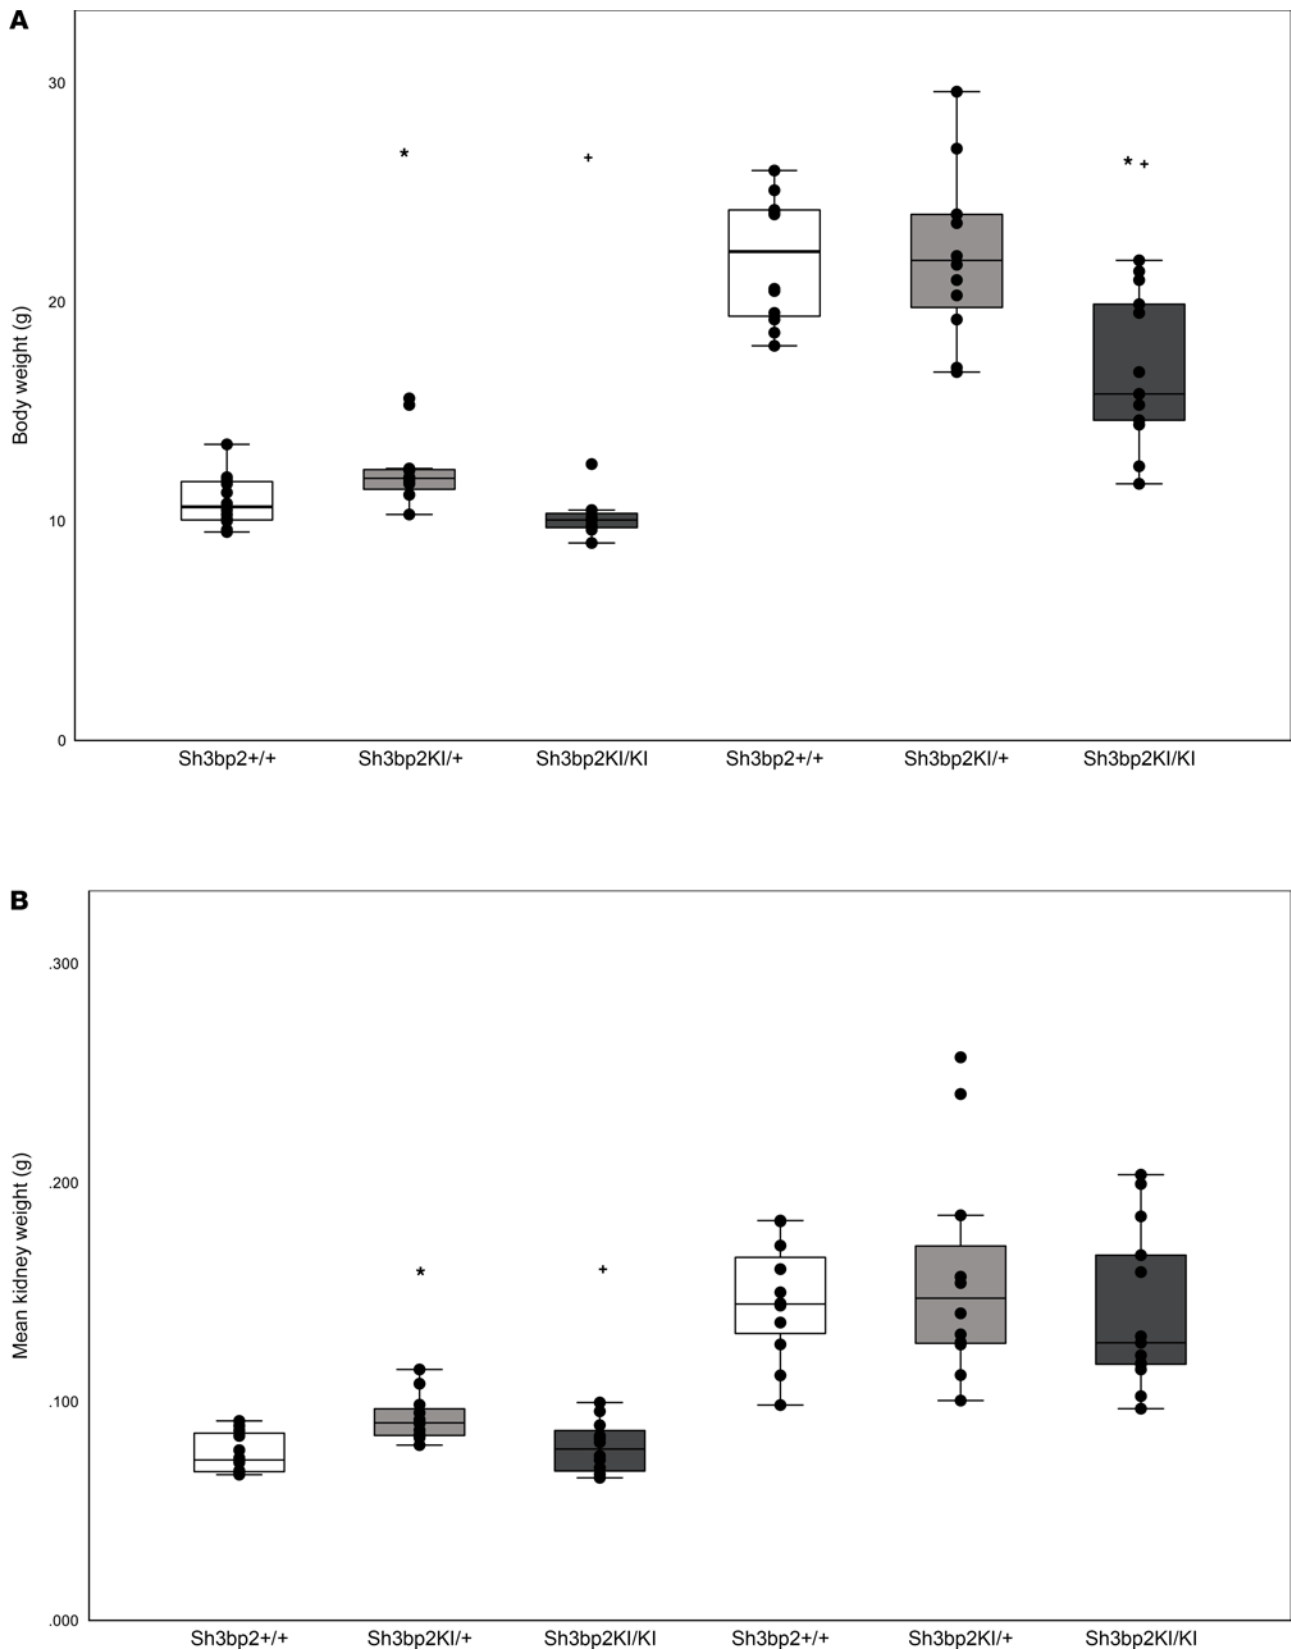 A
30
* + * +
20
Body weight (g)
10
0
Sh3bp2+/+ Sh3bp2KI/+ Sh3bp2KI/KI Sh3bp2+/+ Sh3bp2KI/+ Sh3bp2KI/KI
B
.300
.200
Mean kidney weight (g)
* +
.100
.000
Sh3bp2+/+ Sh3bp2KI/+ Sh3bp2KI/KI Sh3bp2+/+ Sh3bp2KI/+ Sh3bp2KI/KI